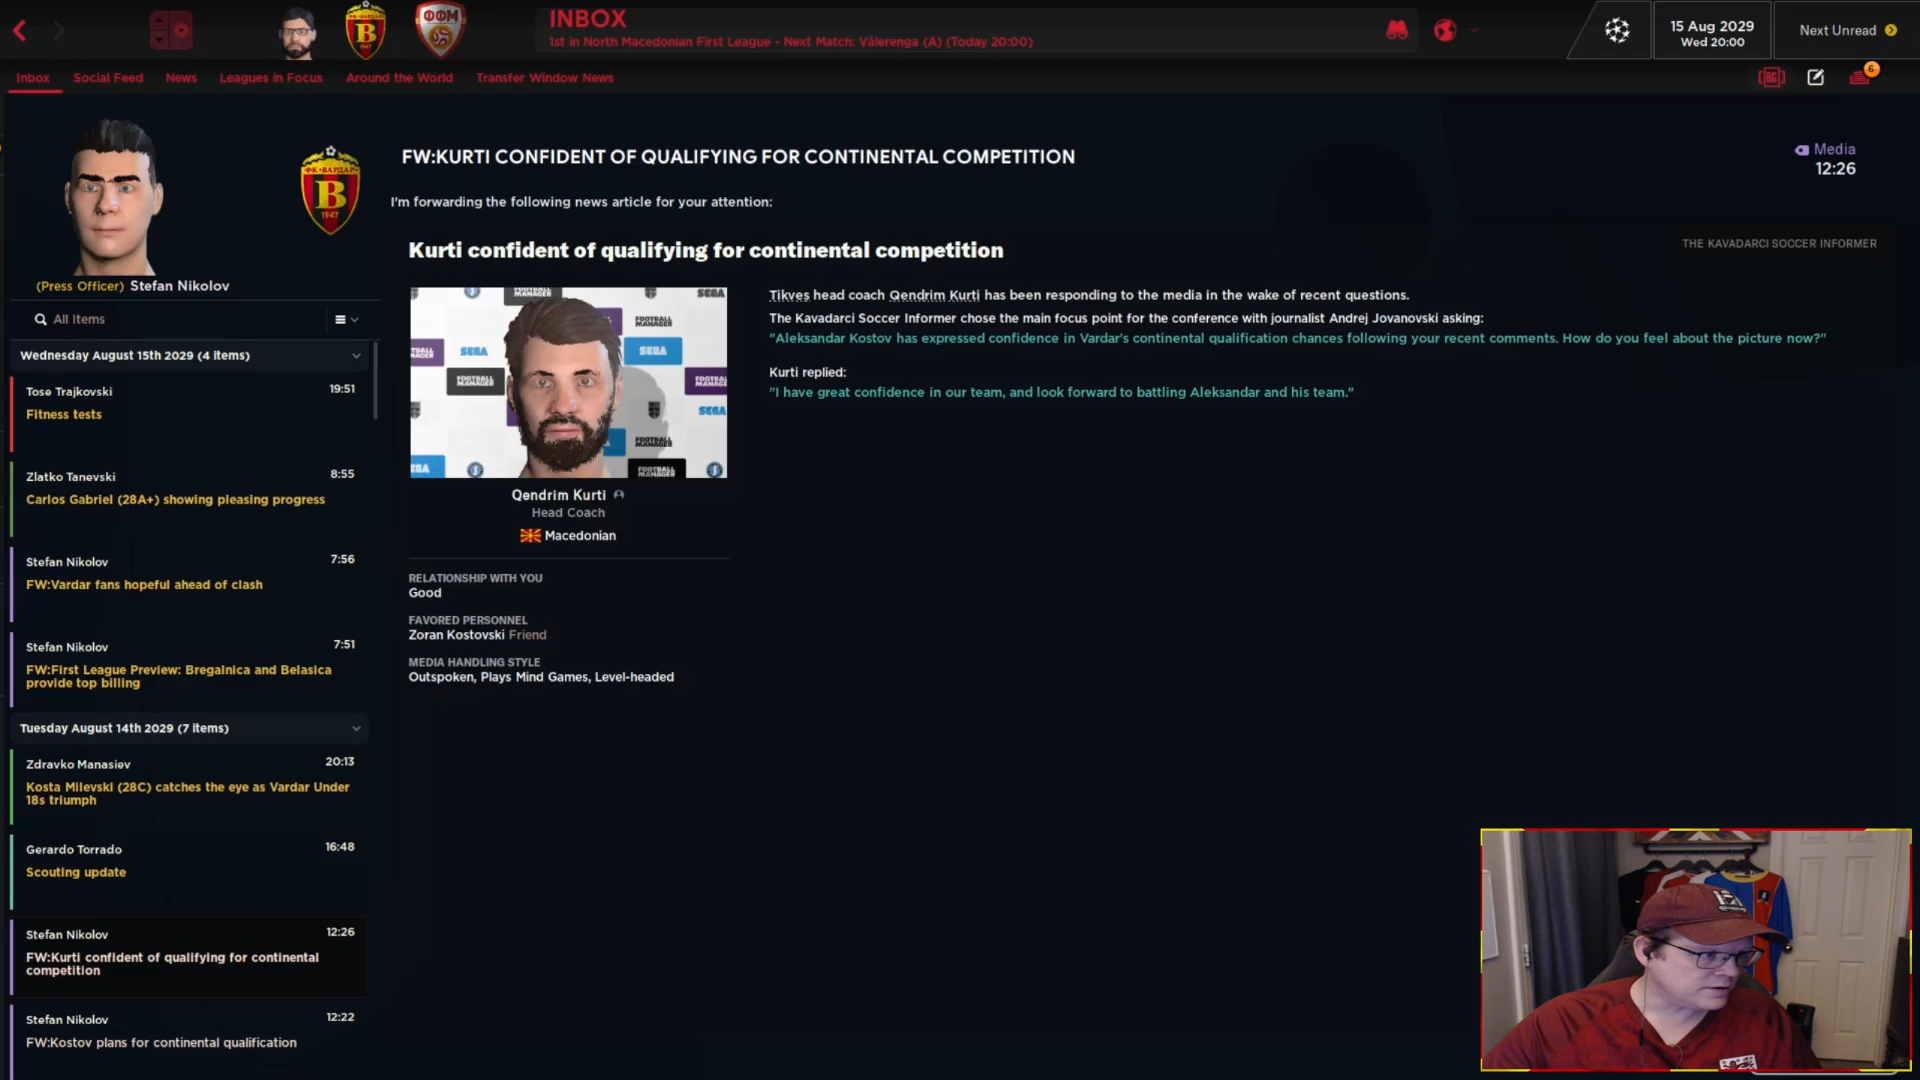 INBOX
1st in North Macedonian First League - Next Match: Vålerenga (A) (Today 20:00)
15 Aug 2029
Wed 20:00
Next Unread
Inbox
Social Feed
News
Leagues in Focus
Around the World
Transfer Window News
6
ФК•ВАРДАР
В
1947
(Press Officer) Stefan Nikolov
FW:KURTI CONFIDENT OF QUALIFYING FOR CONTINENTAL COMPETITION
Media
12:26
I'm forwarding the following news article for your attention:
Kurti confident of qualifying for continental competition
THE KAVADARCI SOCCER INFORMER
Tikves head coach Qendrim Kurti has been responding to the media in the wake of recent questions.
The Kavadarci Soccer Informer chose the main focus point for the conference with journalist Andrej Jovanovski asking:
"Aleksandar Kostov has expressed confidence in Vardar's continental qualification chances following your recent comments. How do you feel about the picture now?"
Kurti replied:
"I have great confidence in our team, and look forward to battling Aleksandar and his team."
Qendrim Kurti
Head Coach
Macedonian
RELATIONSHIP WITH YOU
Good
FAVORED PERSONNEL
Zoran Kostovski Friend
MEDIA HANDLING STYLE
Outspoken, Plays Mind Games, Level-headed
All Items
Wednesday August 15th 2029 (4 items)
Tose Trajkovski 19:51
Fitness tests
Zlatko Tanevski 8:55
Carlos Gabriel (28A+) showing pleasing progress
Stefan Nikolov 7:56
FW:Vardar fans hopeful ahead of clash
Stefan Nikolov 7:51
FW:First League Preview: Bregalnica and Belasica
provide top billing
Tuesday August 14th 2029 (7 items)
Zdravko Manasiev 20:13
Kosta Milevski (28C) catches the eye as Vardar Under
18s triumph
Gerardo Torrado 16:48
Scouting update
Stefan Nikolov 12:26
FW:Kurti confident of qualifying for continental
competition
Stefan Nikolov 12:22
FW:Kostov plans for continental qualification
ФФМ
SEGA
FOOTBALL MANAGER